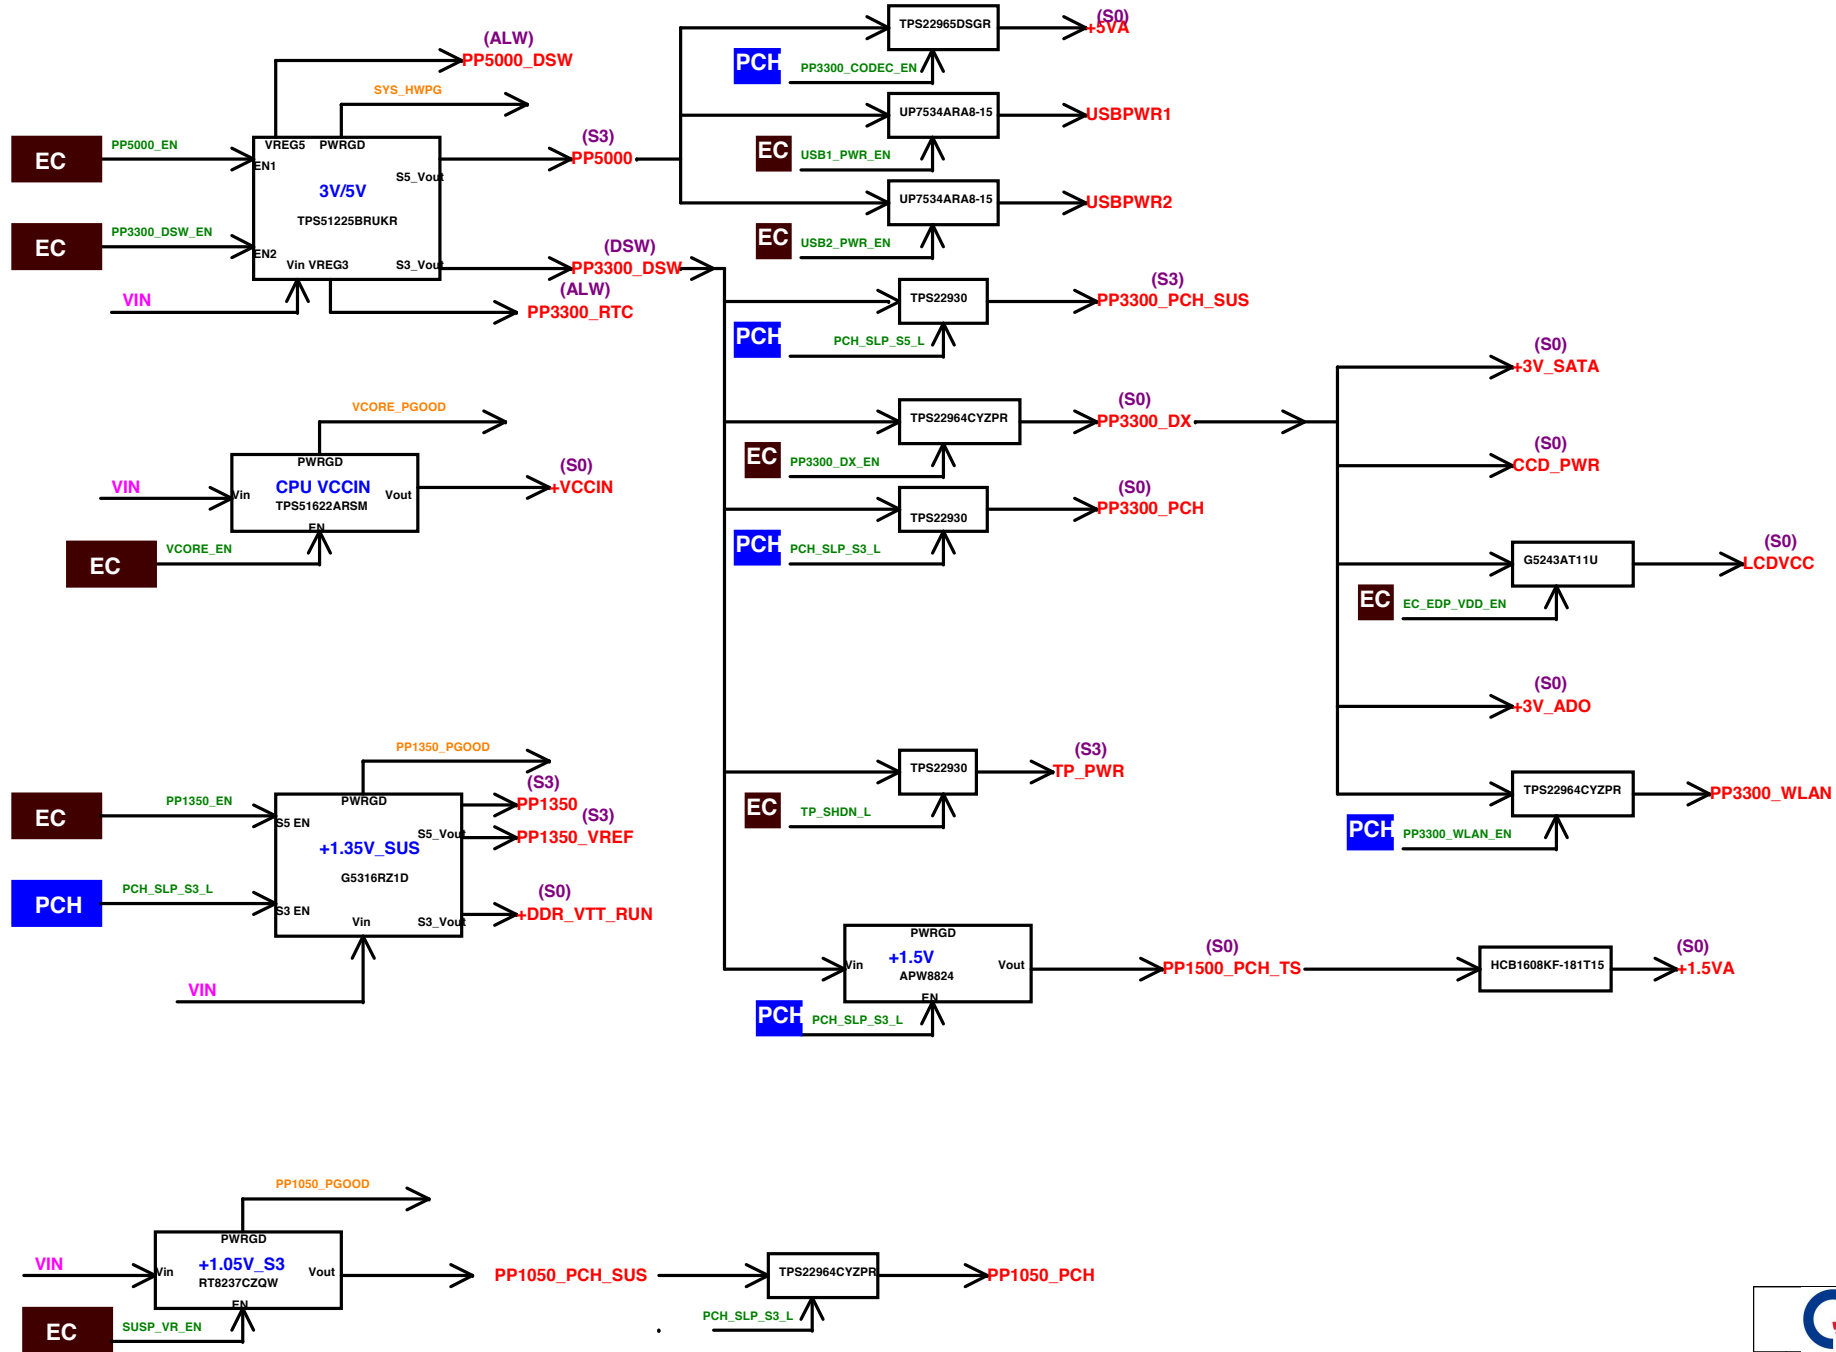 (ALW)
PP5000_DSW
SYS_HWPG
EC
PP5000_EN
VREG5 PWRGD
EN1
S5_Vout
3V/5V
TPS51225BRUKR
EC
PP3300_DSW_EN
EN2
Vin VREG3
S3_Vout
VIN
(S3)
PP5000
(DSW)
PP3300_DSW
(ALW)
PP3300_RTC
TPS22965DSGR
(S0)
+5VA
PCH
PP3300_CODEC_EN
UP7534ARA8-15
USBPWR1
EC
USB1_PWR_EN
UP7534ARA8-15
USBPWR2
EC
USB2_PWR_EN
TPS22930
(S3)
PP3300_PCH_SUS
PCH
PCH_SLP_S5_L
TPS22964CYZPR
(S0)
PP3300_DX
EC
PP3300_DX_EN
TPS22930
(S0)
PP3300_PCH
PCH
PCH_SLP_S3_L
(S0)
+3V_SATA
(S0)
CCD_PWR
G5243AT11U
(S0)
LCDVCC
EC
EC_EDP_VDD_EN
(S0)
+3V_ADO
TPS22964CYZPR
PP3300_WLAN
PCH
PP3300_WLAN_EN
VCORE_PGOOD
VIN
PWRGD
Vin
CPU VCCIN
Vout
TPS51622ARSM
EN
(S0)
+VCCIN
EC
VCORE_EN
TPS22930
(S3)
TP_PWR
EC
TP_SHDN_L
PP1350_PGOOD
EC
PP1350_EN
PWRGD
S5 EN
S5_Vout
+1.35V_SUS
G5316RZ1D
PCH
PCH_SLP_S3_L
S3 EN
Vin
S3_Vout
VIN
(S3)
PP1350
(S3)
PP1350_VREF
(S0)
+DDR_VTT_RUN
PWRGD
Vin
+1.5V
Vout
APW8824
EN
PCH
PCH_SLP_S3_L
(S0)
PP1500_PCH_TS
HCB1608KF-181T15
(S0)
+1.5VA
PP1050_PGOOD
VIN
PWRGD
Vin
+1.05V_S3
Vout
RT8237CZQW
EN
EC
SUSP_VR_EN
PP1050_PCH_SUS
TPS22964CYZPR
PP1050_PCH
PCH_SLP_S3_L